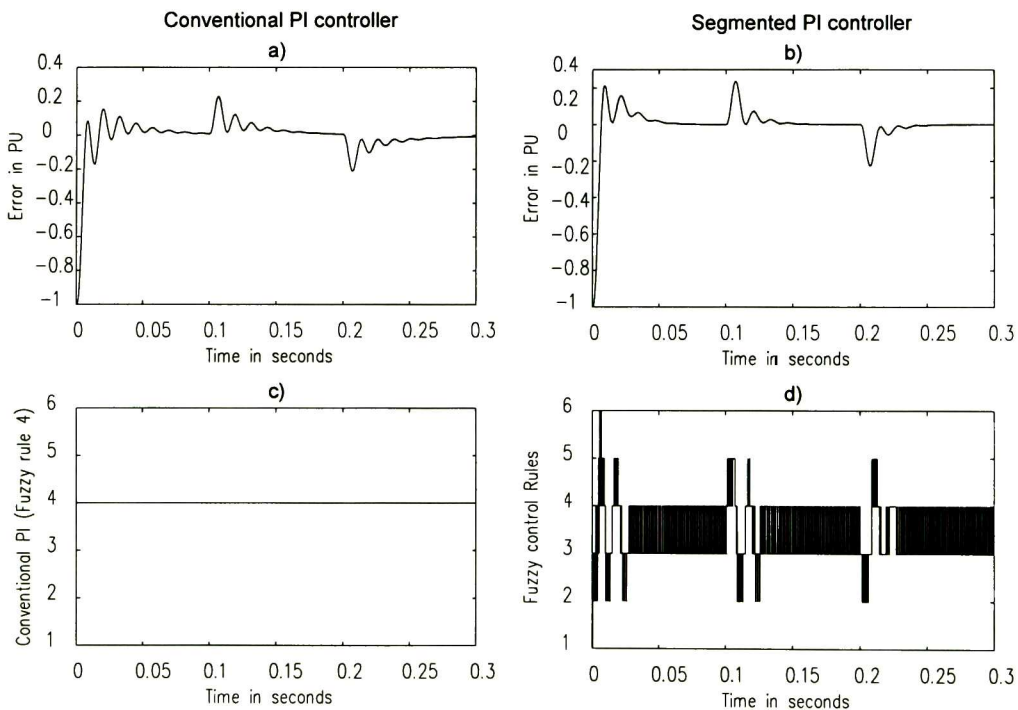 Conventional PI controller
a)
Error in PU
0.4
0.2
0
−0.2
−0.4
−0.6
−0.8
−1
0 0.05 0.1 0.15 0.2 0.25 0.3
Time in seconds
Segmented PI controller
b)
Error in PU
0.4
0.2
0
−0.2
−0.4
−0.6
−0.8
−1
0 0.05 0.1 0.15 0.2 0.25 0.3
Time in seconds
c)
Conventional PI (Fuzzy rule 4)
6
5
4
3
2
1
0 0.05 0.1 0.15 0.2 0.25 0.3
Time in seconds
d)
Fuzzy control Rules
6
5
4
3
2
1
0 0.05 0.1 0.15 0.2 0.25 0.3
Time in seconds